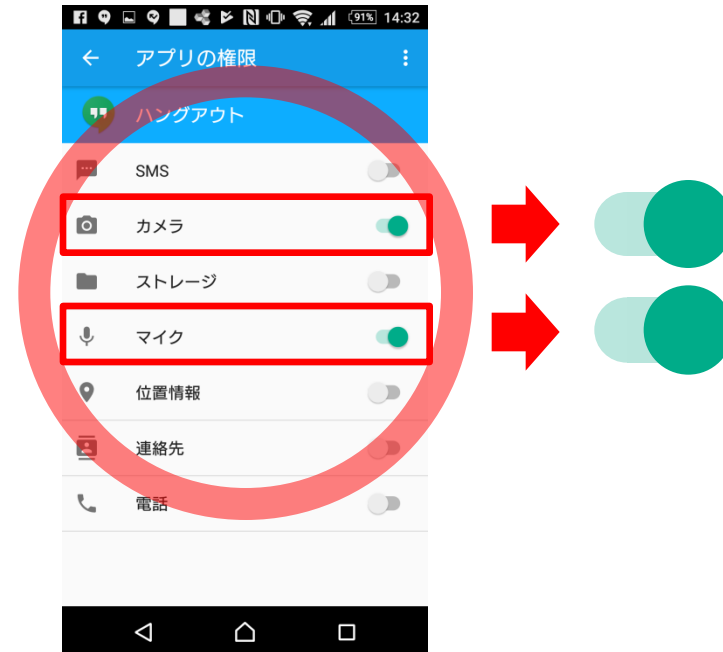 91% 14:32
アプリの権限
ハングアウト
SMS
カメラ
ストレージ
マイク
位置情報
連絡先
電話